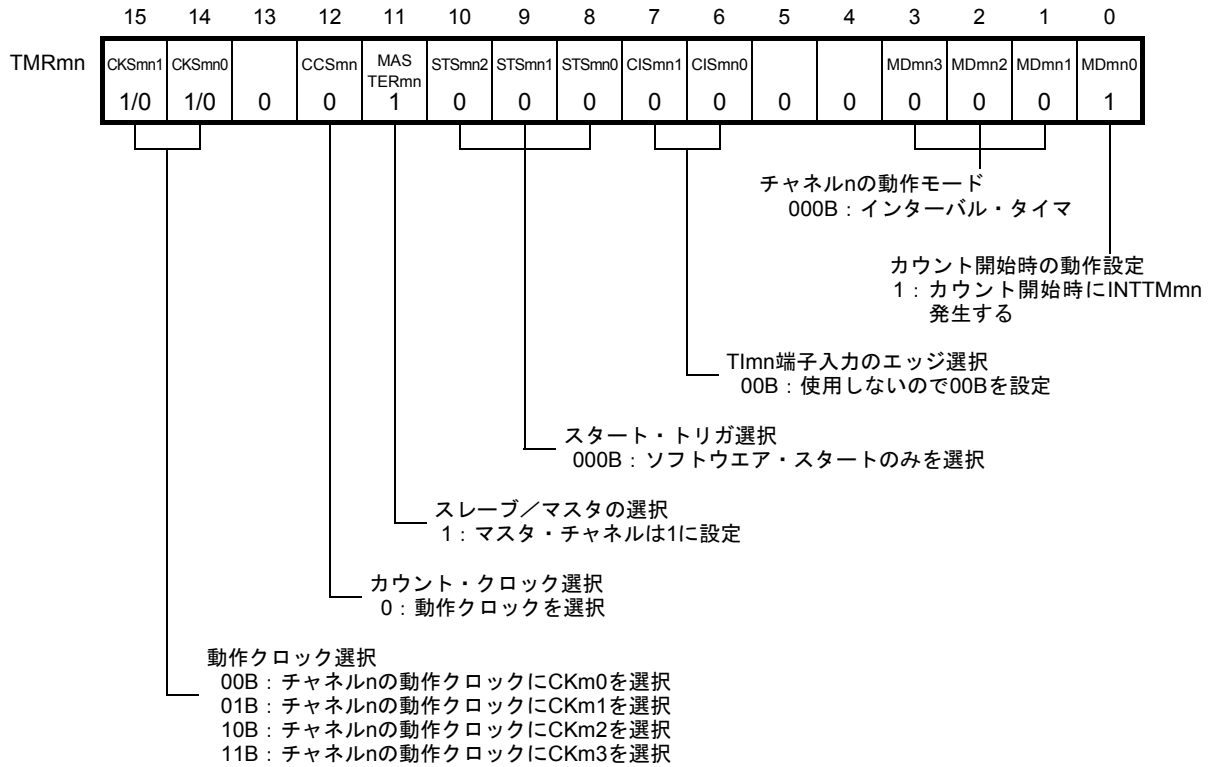 15 14 13 12 11 10 9 8 7 6 5 4 3 2 1 0
TMRmn CKSmn1 CKSmn0 CCSmn MAS TERmn STSmn2 STSmn1 STSmn0 CISmn1 CISmn0 MDmn3 MDmn2 MDmn1 MDmn0
1/0 1/0 0 0 1 0 0 0 0 0 0 0 0 0 0 1
チャネルnの動作モード
000B：インターバル・タイマ
カウント開始時の動作設定
1：カウント開始時にINTTMmn
発生する
TImn端子入力のエッジ選択
00B：使用しないので00Bを設定
スタート・トリガ選択
000B：ソフトウエア・スタートのみを選択
スレーブ／マスタの選択
1：マスタ・チャネルは1に設定
カウント・クロック選択
0：動作クロックを選択
動作クロック選択
00B：チャネルnの動作クロックにCKm0を選択
01B：チャネルnの動作クロックにCKm1を選択
10B：チャネルnの動作クロックにCKm2を選択
11B：チャネルnの動作クロックにCKm3を選択